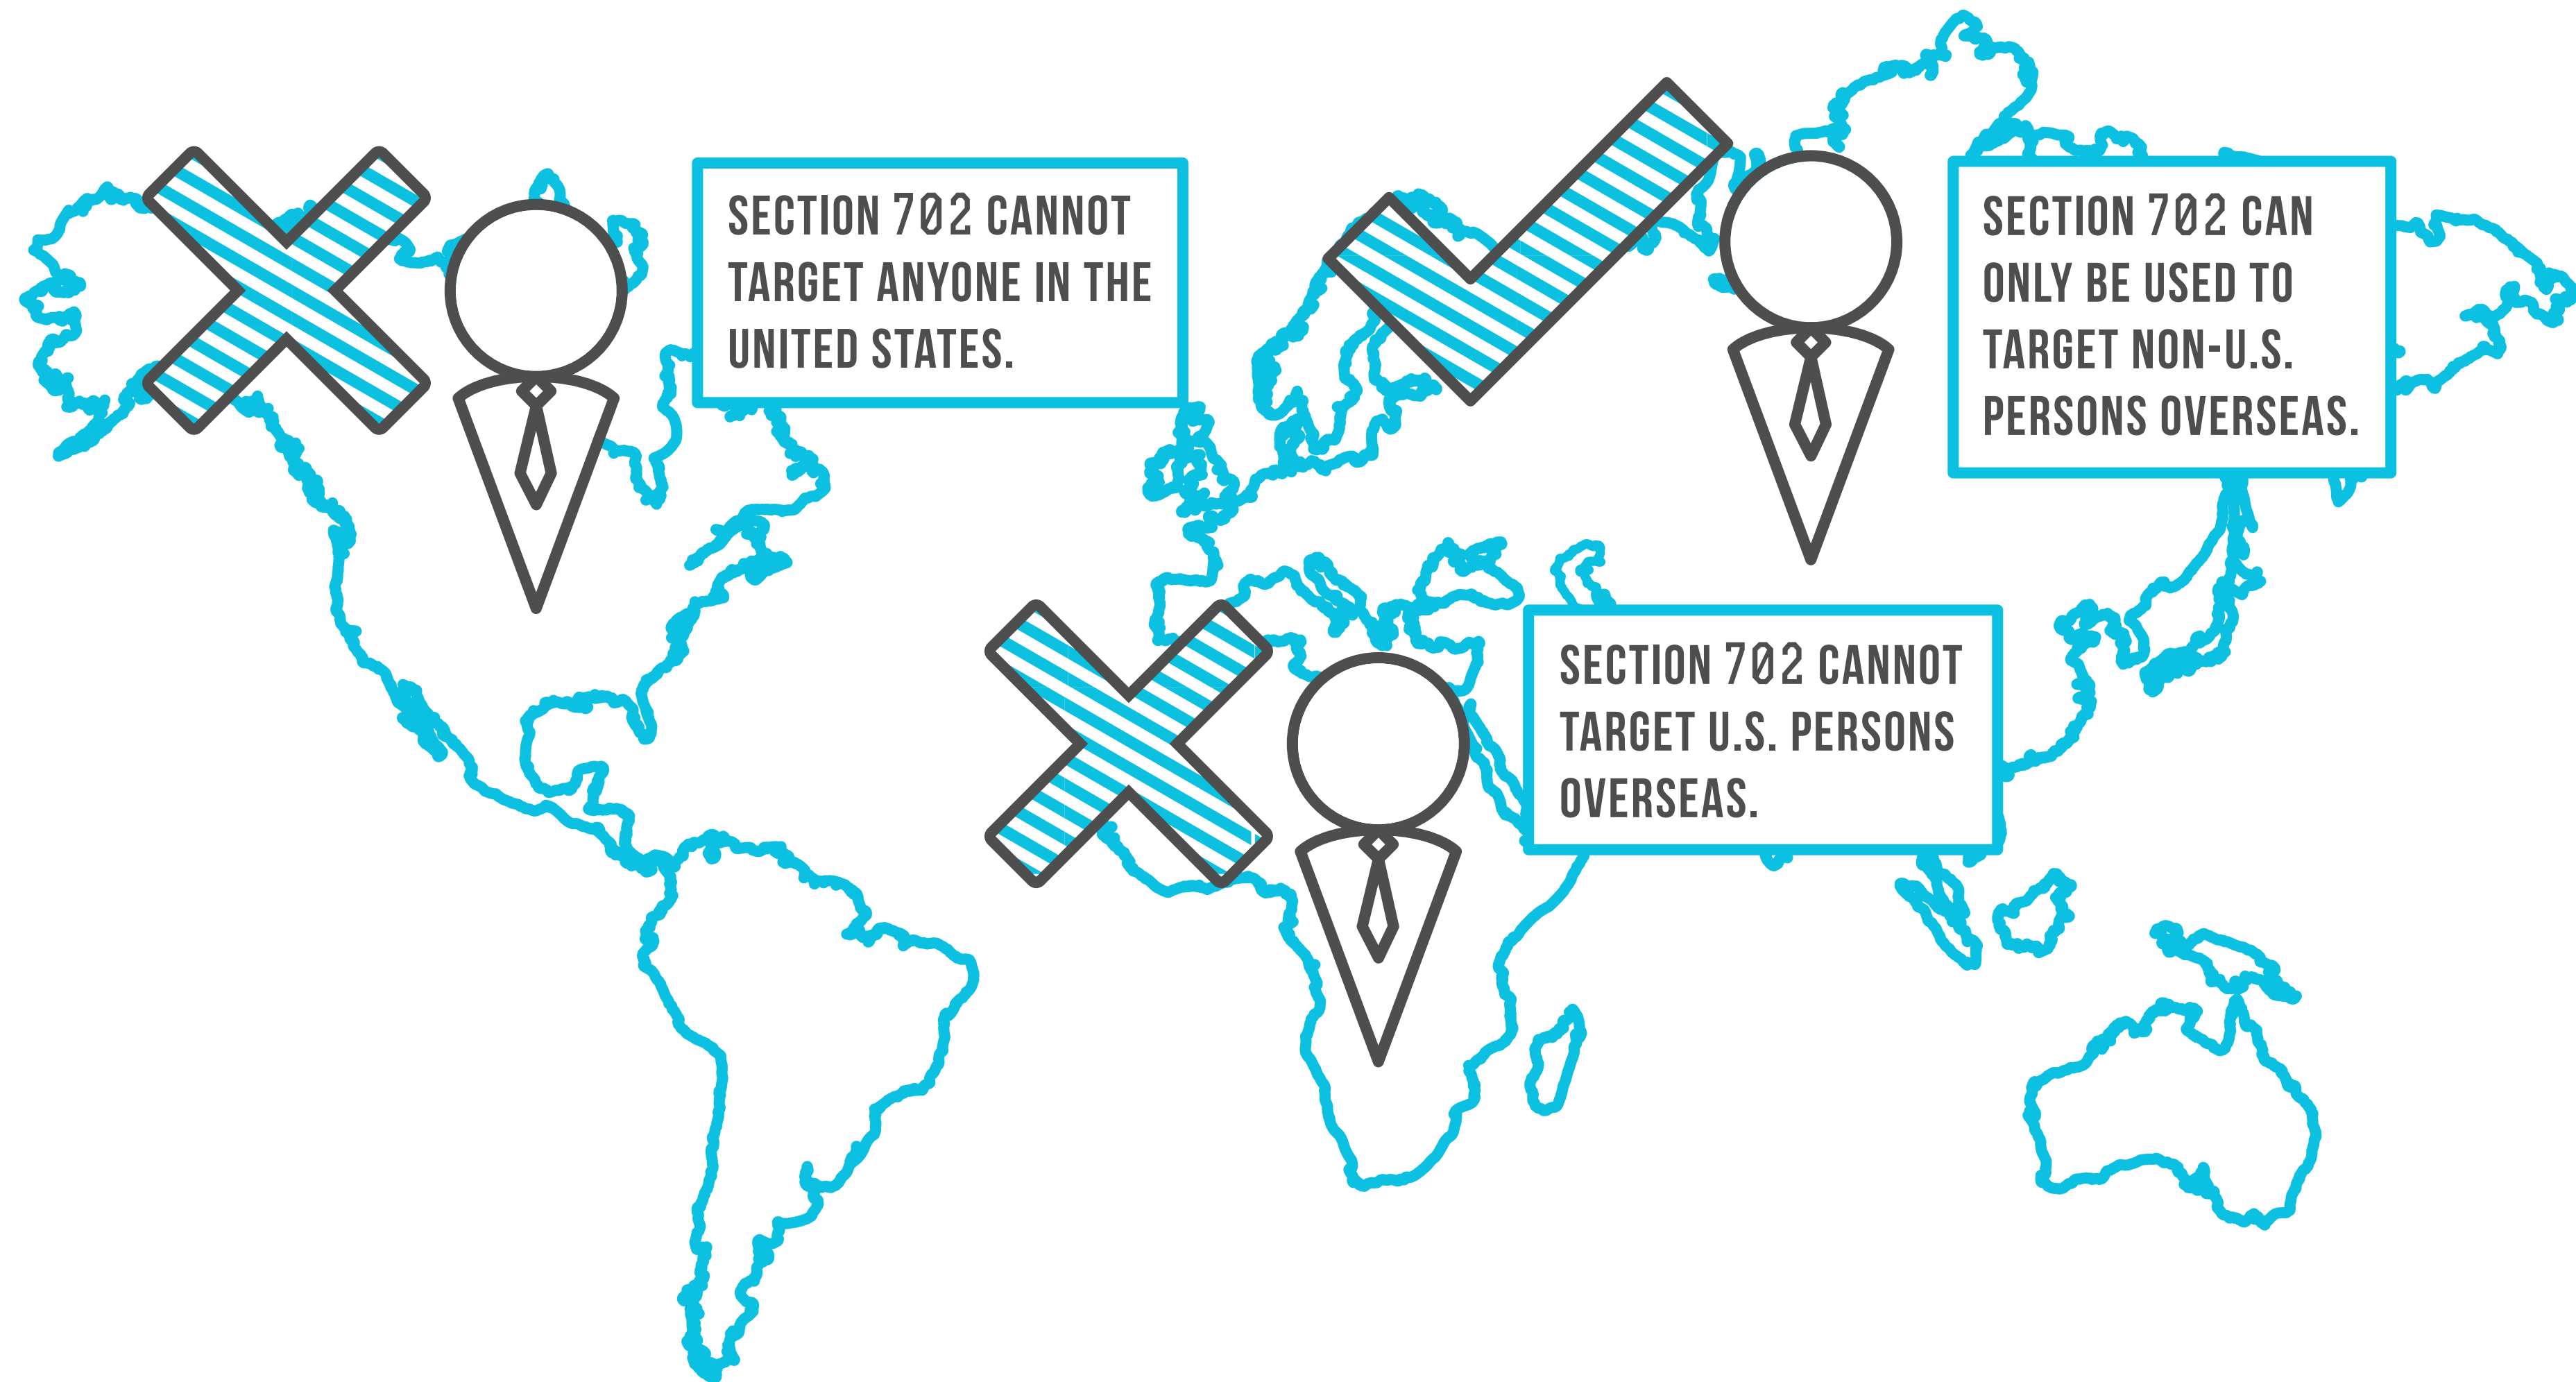 SECTION 702 CANNOT
TARGET ANYONE IN THE
UNITED STATES.
SECTION 702 CAN
ONLY BE USED TO
TARGET NON-U.S.
PERSONS OVERSEAS.
SECTION 702 CANNOT
TARGET U.S. PERSONS
OVERSEAS.